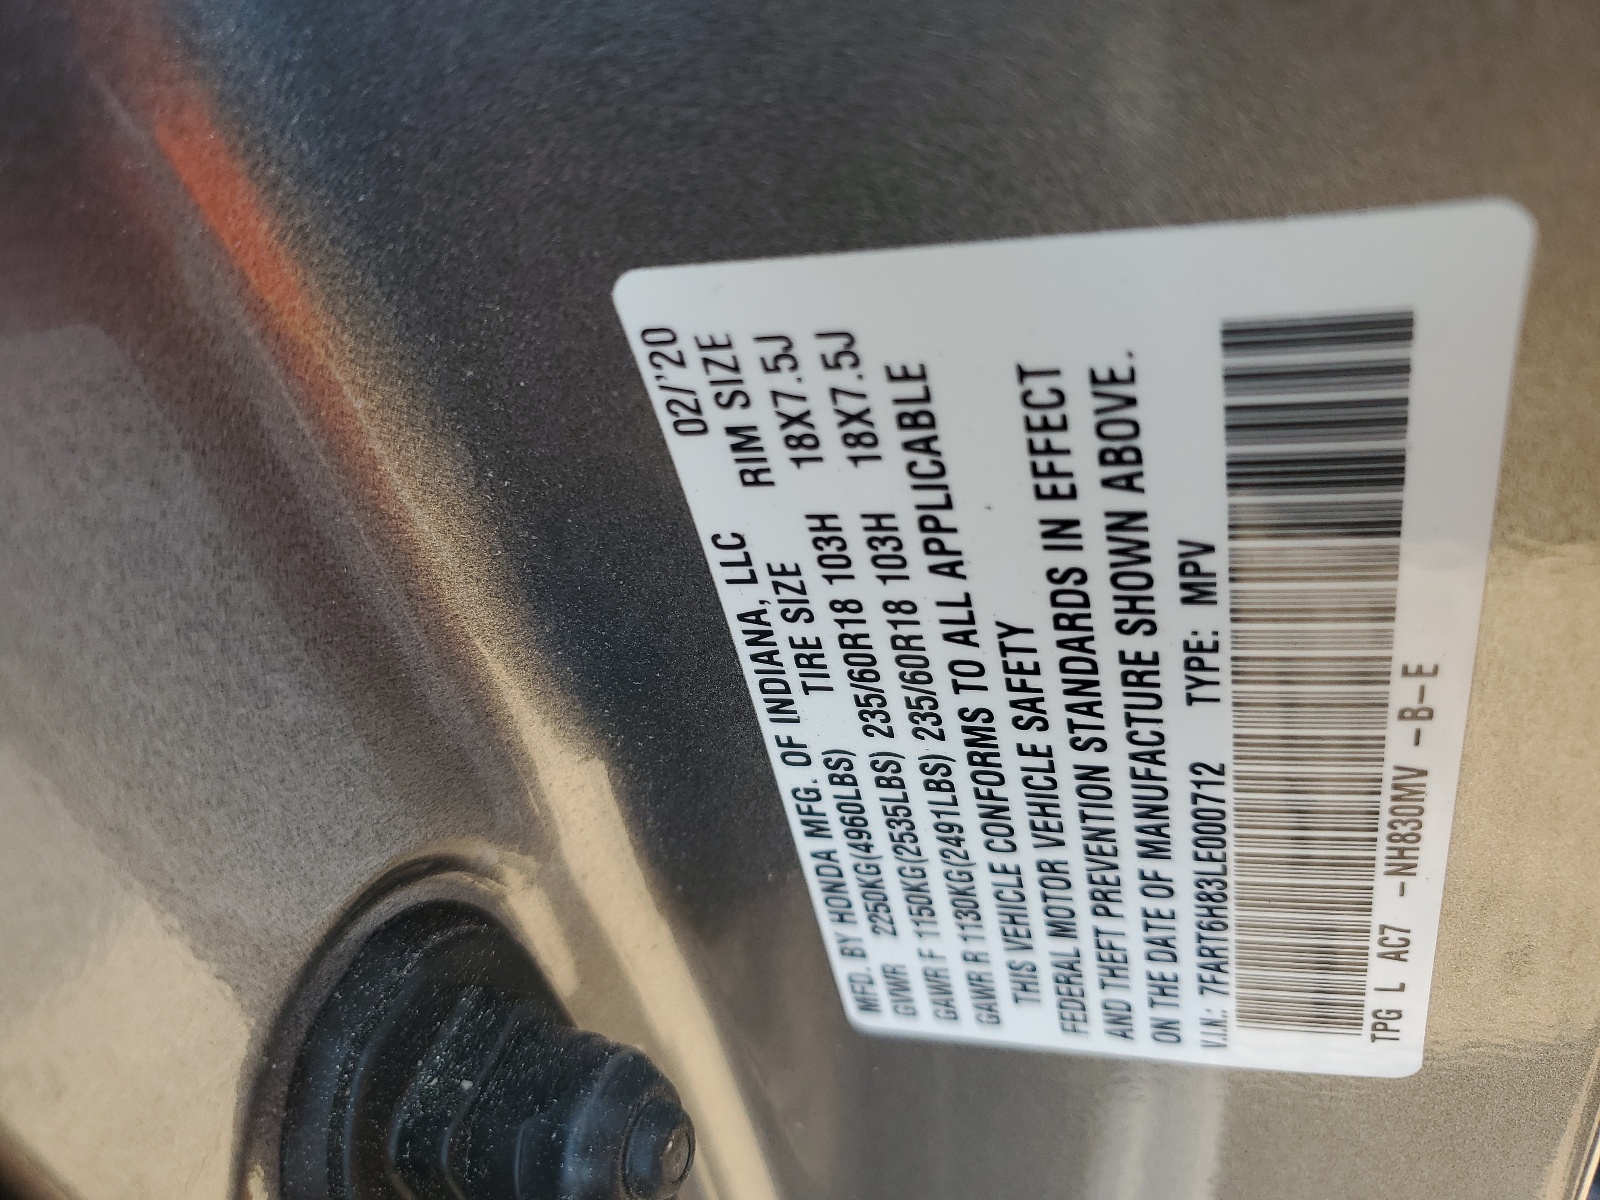 MFD. BY HONDA MFG. OF INDIANA, LLC 02/'20
TIRE SIZE RIM SIZE
GVWR 2250KG(4960LBS)
GAWR F 1150KG(2535LBS) 235/60R18 103H 18X7.5J
GAWR R 1130KG(2491LBS) 235/60R18 103H 18X7.5J
THIS VEHICLE CONFORMS TO ALL APPLICABLE
FEDERAL MOTOR VEHICLE SAFETY
AND THEFT PREVENTION STANDARDS IN EFFECT
ON THE DATE OF MANUFACTURE SHOWN ABOVE.
V.I.N.: 7FART6H83LE000712 TYPE: MPV
TPG L AC7 -NH830MV -B-E